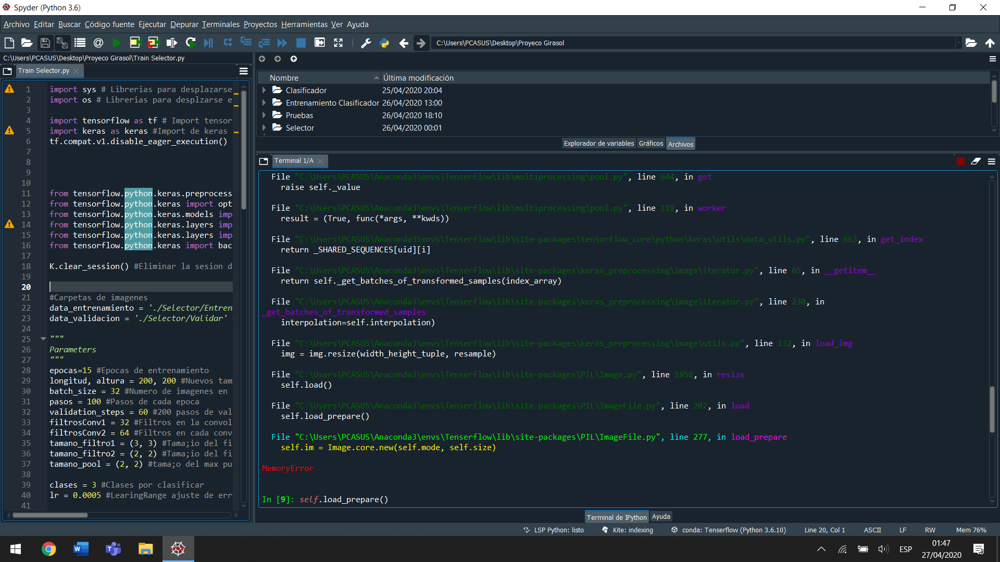 Spyder (Python 3.6)
Archivo Editar Buscar Código fuente Ejecutar Depurar Terminales Proyectos Herramientas Ver Ayuda
C:\Users\PCASUS\Desktop\Proyeco Girasol
C:\Users\PCASUS\Desktop\Proyeco Girasol\Train Selector.py
Train Selector.py
1 import sys # Librerias para desplazarse
2 import os # Librerias para desplzarse e
3
4 import tensorflow as tf # Import tensor
5 import keras as keras #Import de keras
6 tf.compat.v1.disable_eager_execution()
7
8
9
10
11 from tensorflow.python.keras.preprocess
12 from tensorflow.python.keras import opt
13 from tensorflow.python.keras.models imp
14 from tensorflow.python.keras.layers imp
15 from tensorflow.python.keras.layers imp
16 from tensorflow.python.keras import bac
17
18 K.clear_session() #Eliminar la sesion d
19
20
21 #Carpetas de imagenes
22 data_entrenamiento = './Selector/Entren
23 data_validacion = './Selector/Validar'
24
25 """
26 Parameters
27 """
28 epocas=15 #Epocas de entrenamiento
29 longitud, altura = 200, 200 #Nuevos tam
30 batch_size = 32 #Numero de imagenes en
31 pasos = 100 #Pasos de cada epoca
32 validation_steps = 60 #200 pasos de val
33 filtrosConv1 = 32 #Filtros en la convol
34 filtrosConv2 = 64 #Filtros en cada conv
35 tamano_filtro1 = (3, 3) #Tama;io del fi
36 tamano_filtro2 = (2, 2) #Tama;io del fi
37 tamano_pool = (2, 2) #tama;o del max pu
38
39 clases = 3 #Clases por clasificar
40 lr = 0.0005 #LearingRange ajuste de err
41
Nombre Última modificación
Clasificador 25/04/2020 20:04
Entrenamiento Clasificador 26/04/2020 13:00
Pruebas 26/04/2020 18:10
Selector 26/04/2020 00:01
Explorador de variables Gráficos Archivos
Terminal 1/A
File "C:\Users\PCASUS\Anaconda3\envs\Tenserflow\lib\multiprocessing\pool.py", line 644, in get
raise self._value
File "C:\Users\PCASUS\Anaconda3\envs\Tenserflow\lib\multiprocessing\pool.py", line 119, in worker
result = (True, func(*args, **kwds))
File "C:\Users\PCASUS\Anaconda3\envs\Tenserflow\lib\site-packages\tensorflow_core\python\keras\utils\data_utils.py", line 663, in get_index
return _SHARED_SEQUENCES[uid][i]
File "C:\Users\PCASUS\Anaconda3\envs\Tenserflow\lib\site-packages\keras_preprocessing\image\iterator.py", line 65, in __getitem__
return self._get_batches_of_transformed_samples(index_array)
File "C:\Users\PCASUS\Anaconda3\envs\Tenserflow\lib\site-packages\keras_preprocessing\image\iterator.py", line 230, in
_get_batches_of_transformed_samples
interpolation=self.interpolation)
File "C:\Users\PCASUS\Anaconda3\envs\Tenserflow\lib\site-packages\keras_preprocessing\image\utils.py", line 132, in load_img
img = img.resize(width_height_tuple, resample)
File "C:\Users\PCASUS\Anaconda3\envs\Tenserflow\lib\site-packages\PIL\Image.py", line 1858, in resize
self.load()
File "C:\Users\PCASUS\Anaconda3\envs\Tenserflow\lib\site-packages\PIL\ImageFile.py", line 207, in load
self.load_prepare()
File "C:\Users\PCASUS\Anaconda3\envs\Tenserflow\lib\site-packages\PIL\ImageFile.py", line 277, in load_prepare
self.im = Image.core.new(self.mode, self.size)
MemoryError
In [9]: self.load_prepare()
Terminal de IPython Ayuda
LSP Python: listo Kite: indexing conda: Tenserflow (Python 3.6.10) Line 20, Col 1 ASCII LF RW Mem 76%
ESP
01:47
27/04/2020